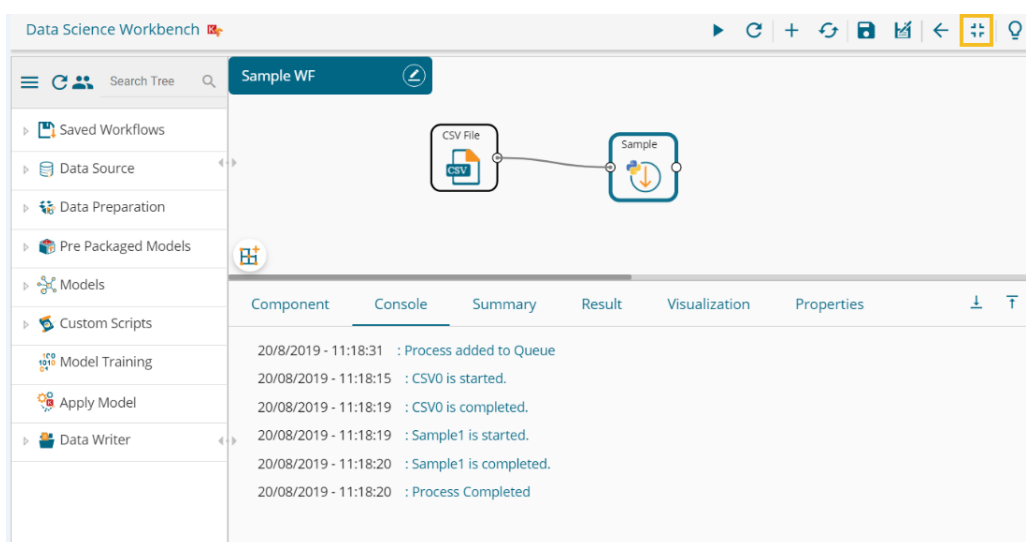 Data Science Workbench
Search Tree
Saved Workflows
Data Source
Data Preparation
Pre Packaged Models
Models
Custom Scripts
Model Training
Apply Model
Data Writer
Sample WF
CSV File
CSV
Sample
Component Console Summary Result Visualization Properties
20/8/2019 - 11:18:31 : Process added to Queue
20/08/2019 - 11:18:15 : CSV0 is started.
20/08/2019 - 11:18:19 : CSV0 is completed.
20/08/2019 - 11:18:19 : Sample1 is started.
20/08/2019 - 11:18:20 : Sample1 is completed.
20/08/2019 - 11:18:20 : Process Completed